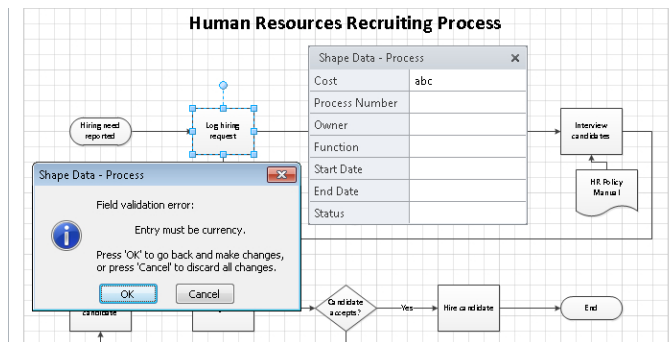 Human Resources Recruiting Process
Shape Data - Process
Cost abc
Process Number
Owner
Function
Start Date
End Date
Status
Hiring need
reported
Log hiring
request
Interview
candidates
HR Policy
Manual
Shape Data - Process
Field validation error:
Entry must be currency.
Press 'OK' to go back and make changes,
or press 'Cancel' to discard all changes.
OK Cancel
candidate
Candidate
accepts?
Yes
Hire candidate
End